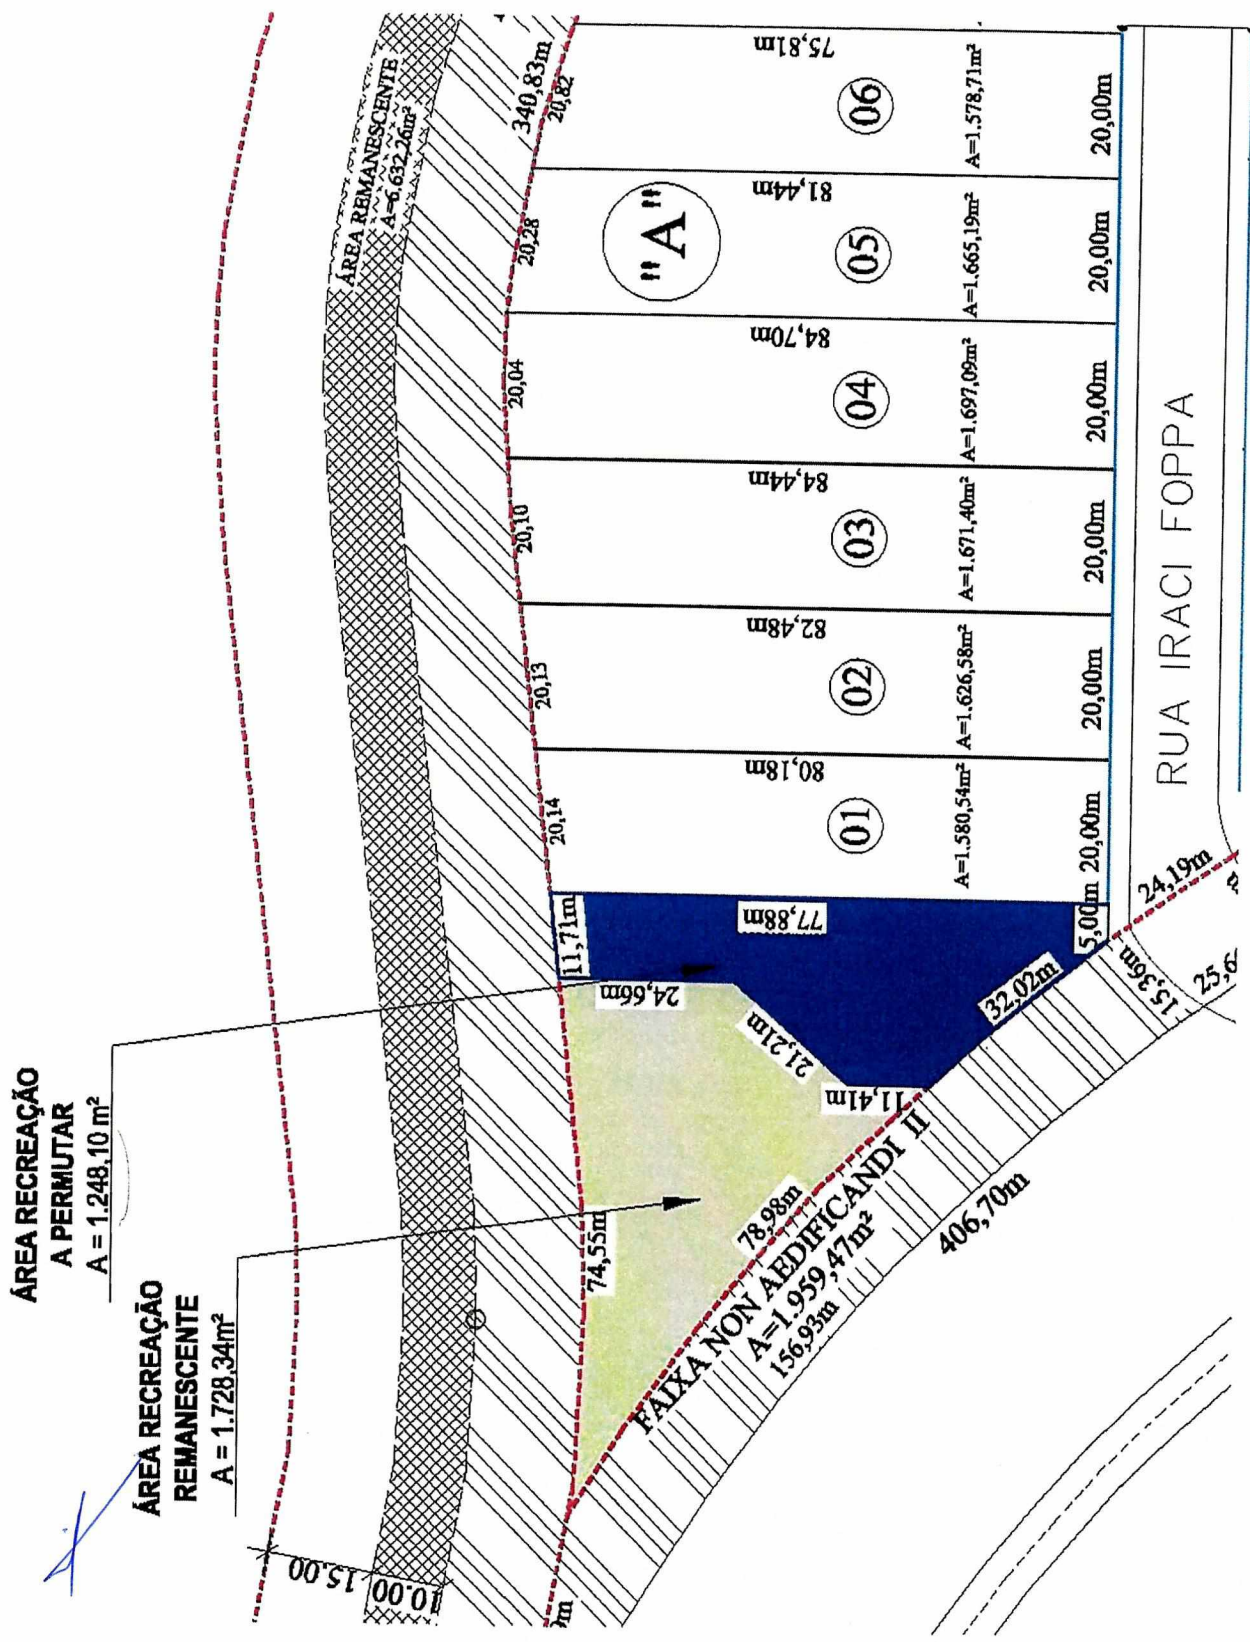 ÁREA RECREAÇÃO
A PERMUTAR
A = 1.248,10 m²
ÁREA RECREAÇÃO
REMANESCENTE
A = 1.728,34m²
15,00
10.00
ÁREA REMANESCENTE
A=6.632,26m²
340,83m
20,14
20,13
20,10
20,04
20,28
20,82
"A"
11,71m
77,88m
5,00m
32,02m
24,66m
21,21m
11,41m
74,55m
78,98m
80,18m
01
A=1.580,54m²
20,00m
82,48m
02
A=1.626,58m²
20,00m
84,44m
03
A=1.671,40m²
20,00m
84,70m
04
A=1.697,09m²
20,00m
81,44m
05
A=1.665,19m²
20,00m
75,81m
06
A=1.578,71m²
20,00m
FAIXA NON AEDIFICANDI II
A=1.959,47m²
156,93m
406,70m
15,36m
24,19m
RUA IRACI FOPPA